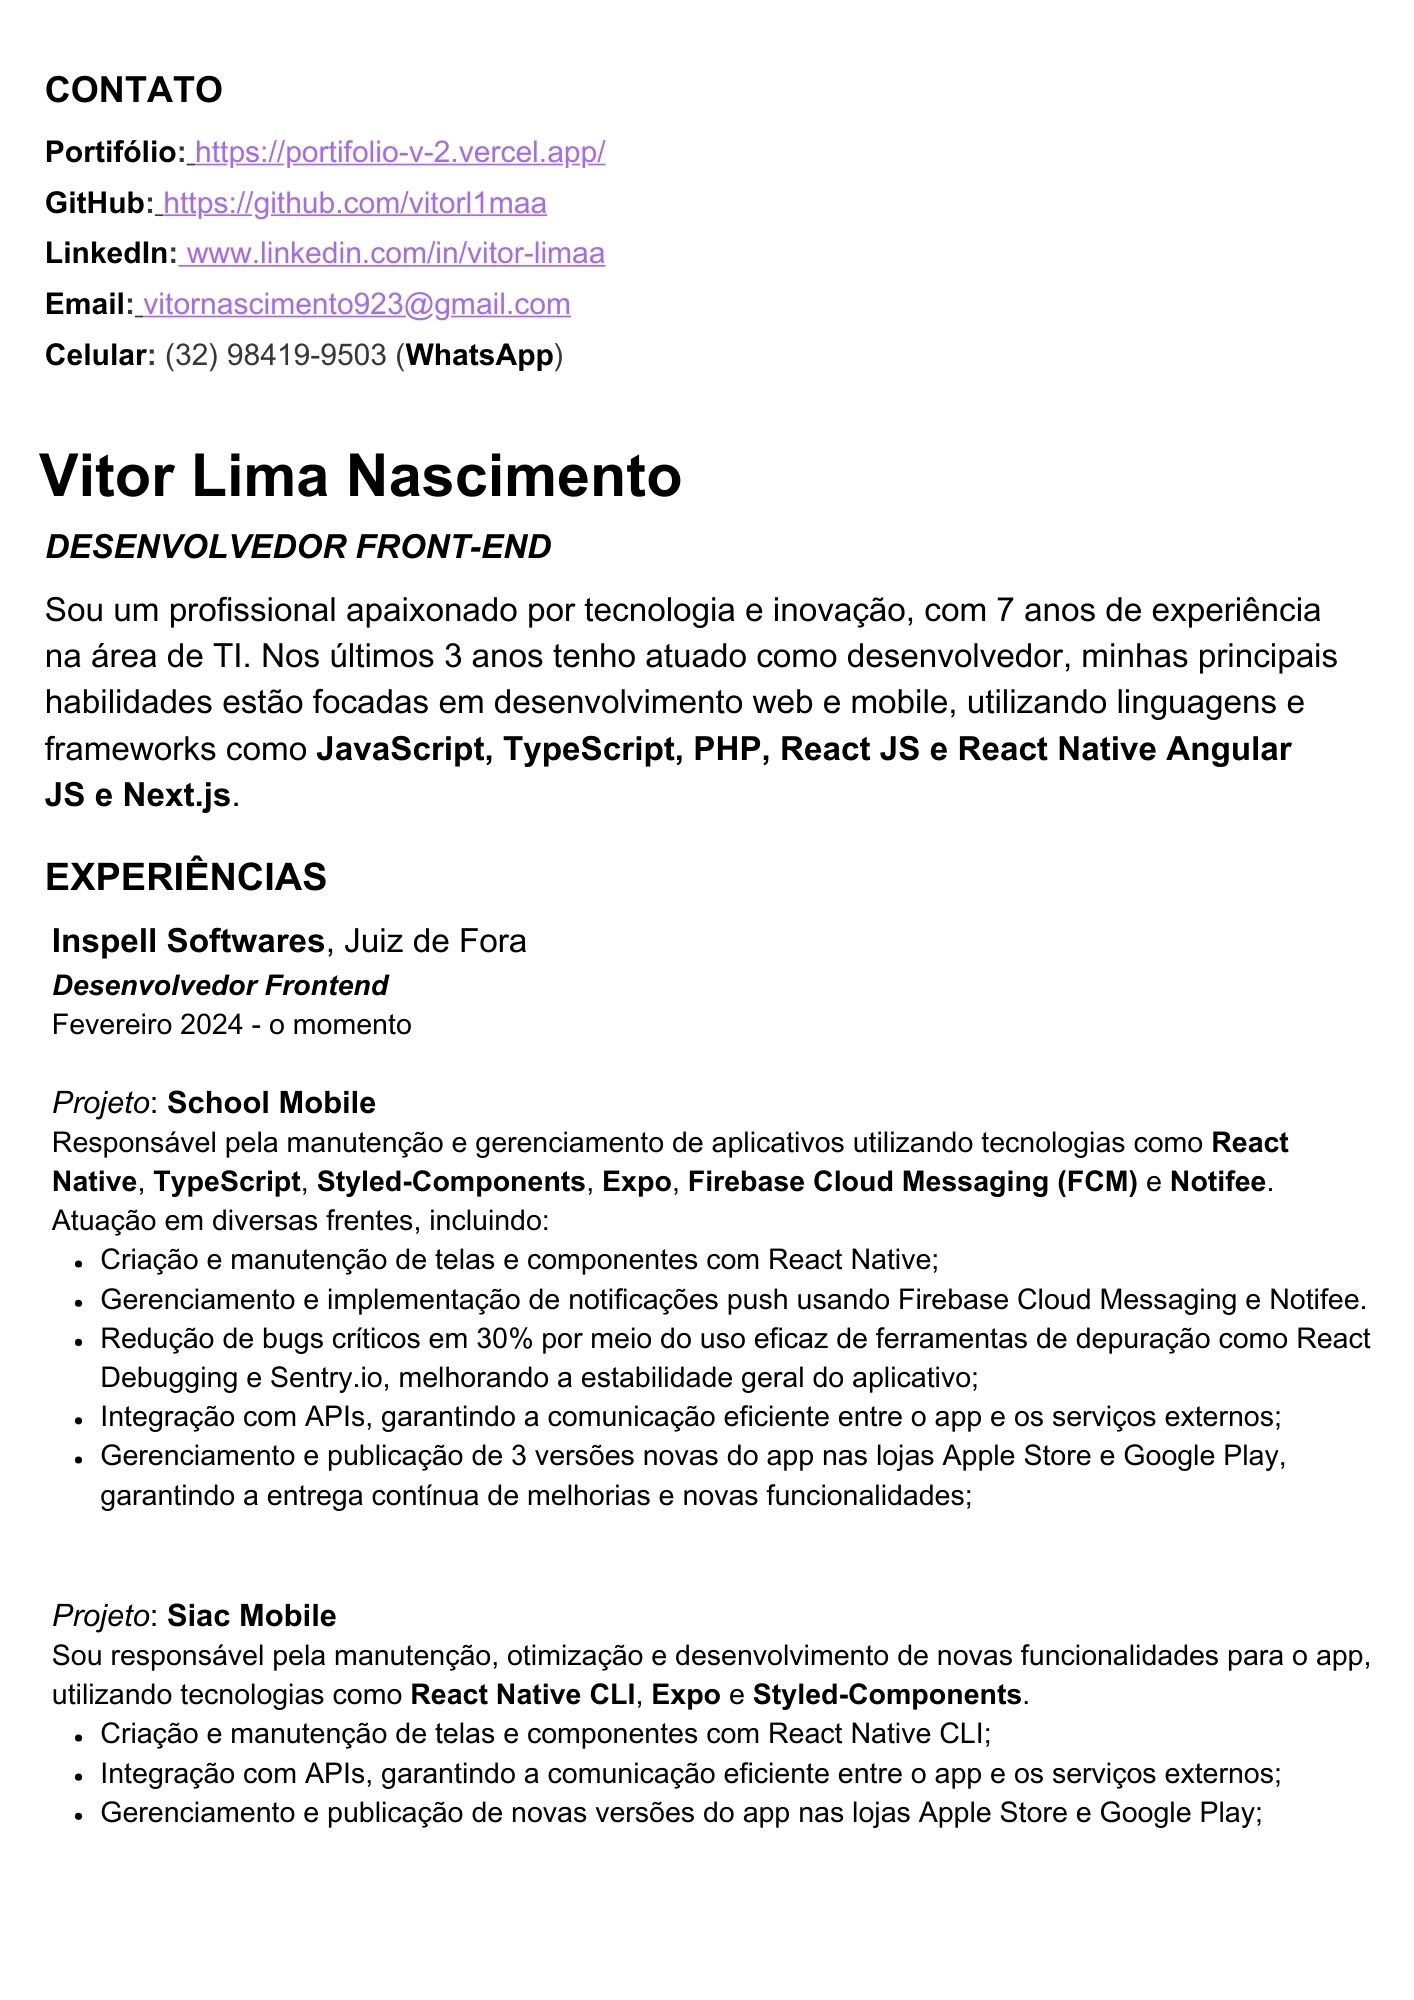 CONTATO
Portifólio: https://portifolio-v-2.vercel.app/
GitHub: https://github.com/vitorl1maa
LinkedIn: www.linkedin.com/in/vitor-limaa
Email: vitornascimento923@gmail.com
Celular: (32) 98419-9503 (WhatsApp)
Vitor Lima Nascimento
DESENVOLVEDOR FRONT-END
Sou um profissional apaixonado por tecnologia e inovação, com 7 anos de experiência
na área de TI. Nos últimos 3 anos tenho atuado como desenvolvedor, minhas principais
habilidades estão focadas em desenvolvimento web e mobile, utilizando linguagens e
frameworks como JavaScript, TypeScript, PHP, React JS e React Native Angular
JS e Next.js.
EXPERIÊNCIAS
Inspell Softwares, Juiz de Fora
Desenvolvedor Frontend
Fevereiro 2024 - o momento
Projeto: School Mobile
Responsável pela manutenção e gerenciamento de aplicativos utilizando tecnologias como React
Native, TypeScript, Styled-Components, Expo, Firebase Cloud Messaging (FCM) e Notifee.
Atuação em diversas frentes, incluindo:
• Criação e manutenção de telas e componentes com React Native;
• Gerenciamento e implementação de notificações push usando Firebase Cloud Messaging e Notifee.
• Redução de bugs críticos em 30% por meio do uso eficaz de ferramentas de depuração como React
Debugging e Sentry.io, melhorando a estabilidade geral do aplicativo;
• Integração com APIs, garantindo a comunicação eficiente entre o app e os serviços externos;
• Gerenciamento e publicação de 3 versões novas do app nas lojas Apple Store e Google Play,
garantindo a entrega contínua de melhorias e novas funcionalidades;
Projeto: Siac Mobile
Sou responsável pela manutenção, otimização e desenvolvimento de novas funcionalidades para o app,
utilizando tecnologias como React Native CLI, Expo e Styled-Components.
• Criação e manutenção de telas e componentes com React Native CLI;
• Integração com APIs, garantindo a comunicação eficiente entre o app e os serviços externos;
• Gerenciamento e publicação de novas versões do app nas lojas Apple Store e Google Play;